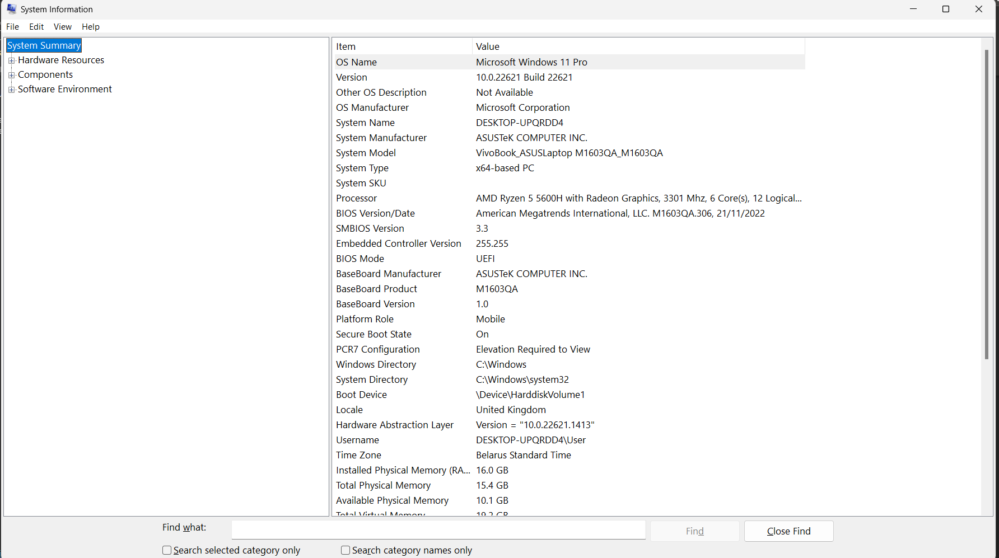 System Information
File Edit View Help
System Summary
Hardware Resources
Components
Software Environment
Item Value
OS Name Microsoft Windows 11 Pro
Version 10.0.22621 Build 22621
Other OS Description Not Available
OS Manufacturer Microsoft Corporation
System Name DESKTOP-UPQRDD4
System Manufacturer ASUSTeK COMPUTER INC.
System Model VivoBook_ASUSLaptop M1603QA_M1603QA
System Type x64-based PC
System SKU
Processor AMD Ryzen 5 5600H with Radeon Graphics, 3301 Mhz, 6 Core(s), 12 Logical...
BIOS Version/Date American Megatrends International, LLC. M1603QA.306, 21/11/2022
SMBIOS Version 3.3
Embedded Controller Version 255.255
BIOS Mode UEFI
BaseBoard Manufacturer ASUSTeK COMPUTER INC.
BaseBoard Product M1603QA
BaseBoard Version 1.0
Platform Role Mobile
Secure Boot State On
PCR7 Configuration Elevation Required to View
Windows Directory C:\Windows
System Directory C:\Windows\system32
Boot Device \Device\HarddiskVolume1
Locale United Kingdom
Hardware Abstraction Layer Version = "10.0.22621.1413"
Username DESKTOP-UPQRDD4\User
Time Zone Belarus Standard Time
Installed Physical Memory (RA... 16.0 GB
Total Physical Memory 15.4 GB
Available Physical Memory 10.1 GB
Total Virtual Memory 19.2 GB
Find what: Find Close Find
Search selected category only Search category names only